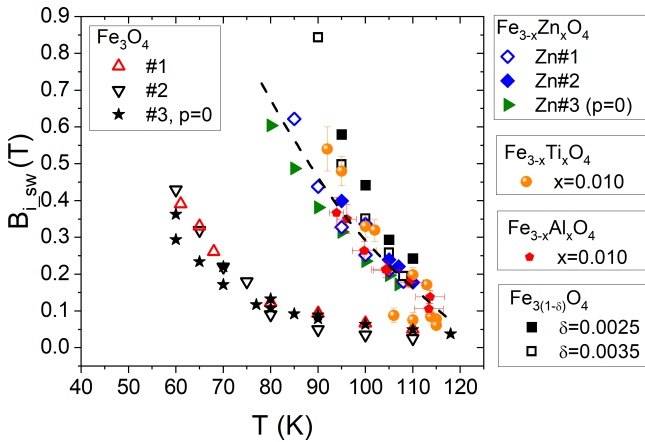 Fe₃O₄
#1
#2
#3, p=0
Fe₃₋ₓZnₓO₄
Zn#1
Zn#2
Zn#3 (p=0)
Fe₃₋ₓTiₓO₄
x=0.010
Fe₃₋ₓAlₓO₄
x=0.010
Fe₃₍₁₋δ₎O₄
δ=0.0025
δ=0.0035
B_{i_sw}(T)
0.9
0.8
0.7
0.6
0.5
0.4
0.3
0.2
0.1
0.0
40 50 60 70 80 90 100 110 120
T (K)